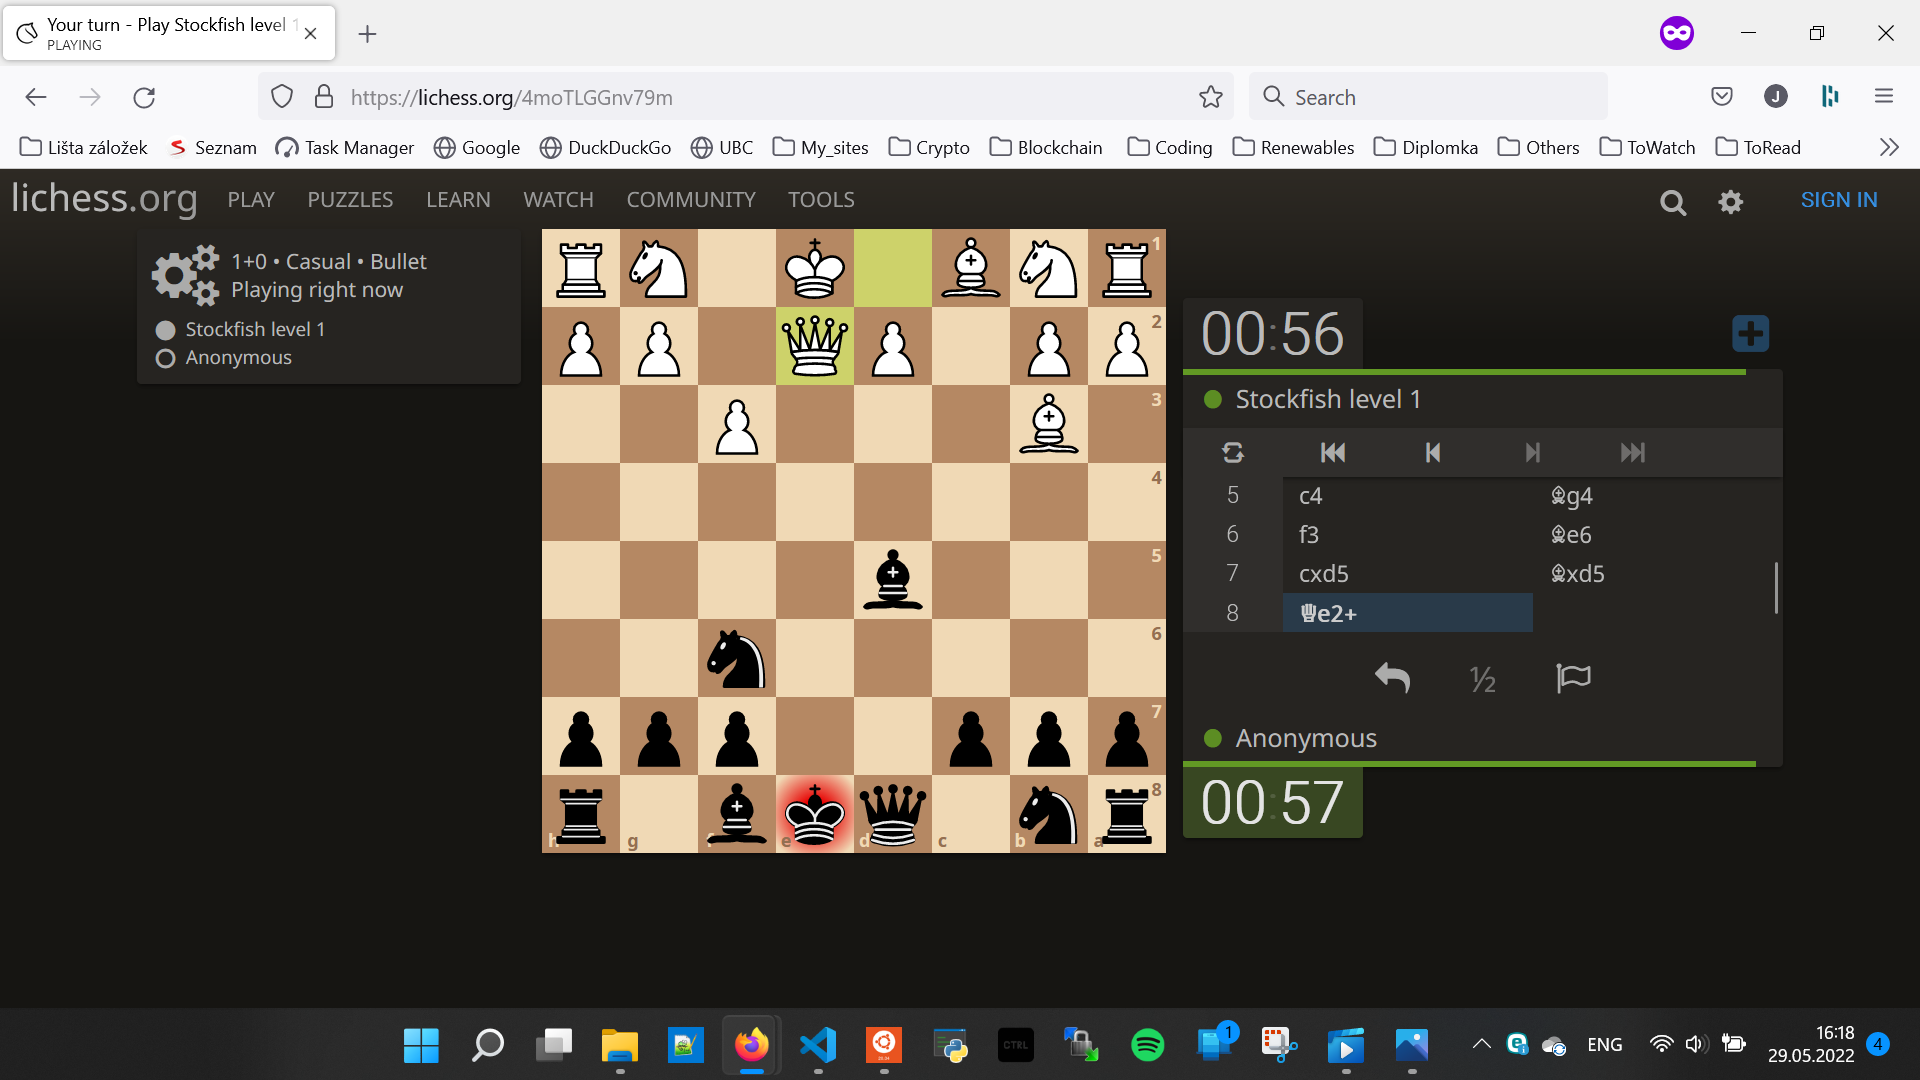 Your turn - Play Stockfish level 1
PLAYING
https://lichess.org/4moTLGGnv79m
Search
J
Lišta záložek
Seznam
Task Manager
Google
DuckDuckGo
UBC
My_sites
Crypto
Blockchain
Coding
Renewables
Diplomka
Others
ToWatch
ToRead
lichess.org
PLAY
PUZZLES
LEARN
WATCH
COMMUNITY
TOOLS
SIGN IN
1+0 • Casual • Bullet
Playing right now
Stockfish level 1
Anonymous
1
2
3
4
5
6
7
8
h
g
f
e
d
c
b
a
00:56
Stockfish level 1
5 c4 ♗g4
6 f3 ♗e6
7 cxd5 ♗xd5
8 ♕e2+
½
Anonymous
00:57
CTRL
1
ENG
16:18
29.05.2022
4